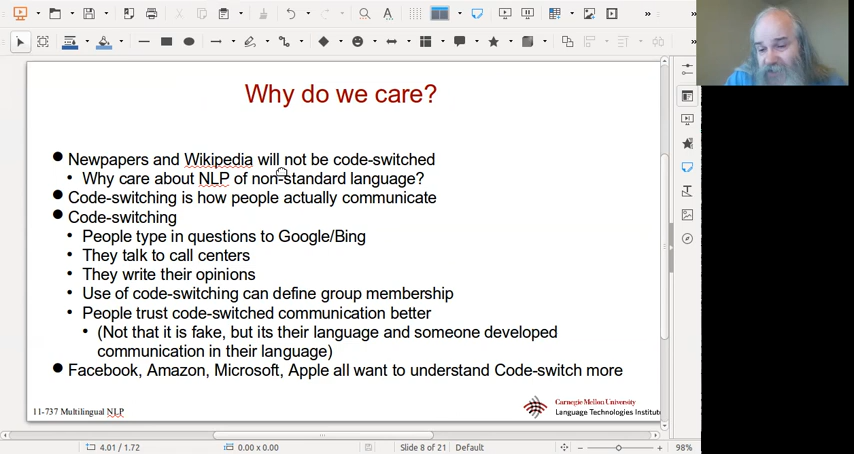 Why do we care?
Newpapers and Wikipedia will not be code-switched
Why care about NLP of non-standard language?
Code-switching is how people actually communicate
Code-switching
People type in questions to Google/Bing
They talk to call centers
They write their opinions
Use of code-switching can define group membership
People trust code-switched communication better
(Not that it is fake, but its their language and someone developed
communication in their language)
Facebook, Amazon, Microsoft, Apple all want to understand Code-switch more
11-737 Multilingual NLP
Carnegie Mellon University
Language Technologies Institute
4.01 / 1.72
0.00 x 0.00
Slide 8 of 21
Default
98%